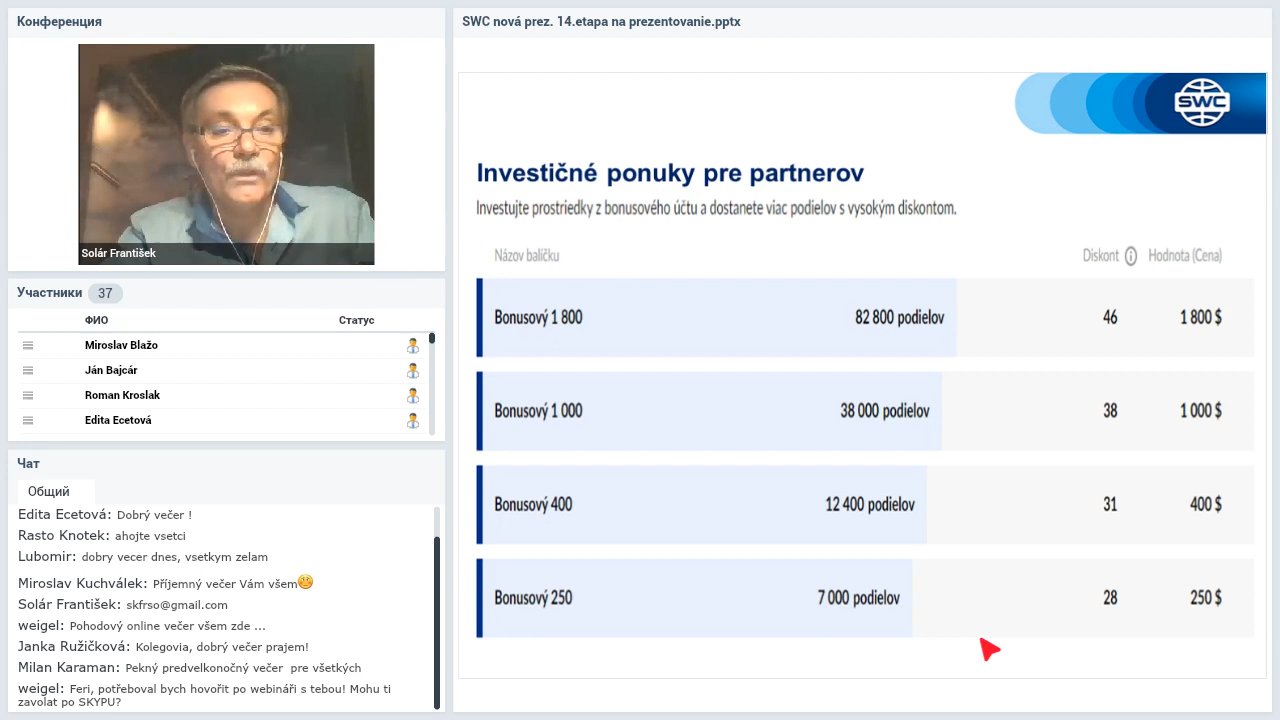 Конференция
Solár František
Участники 37
ФИО Статус
Miroslav Blažo
Ján Bajcár
Roman Kroslak
Edita Ecetová
Чат
Общий
Edita Ecetová: Dobrý večer !
Rasto Knotek: ahojte vsetci
Lubomir: dobry vecer dnes, vsetkym zelam
Miroslav Kuchválek: Příjemný večer Vám všem
Solár František: skfrso@gmail.com
weigel: Pohodový online večer všem zde ...
Janka Ružičková: Kolegovia, dobrý večer prajem!
Milan Karaman: Pekný predvelkonočný večer pre všetkých
weigel: Feri, potřeboval bych hovořit po webináři s tebou! Mohu ti
zavolat po SKYPU?
SWC nová prez. 14.etapa na prezentovanie.pptx
SWC
Investičné ponuky pre partnerov
Investujte prostriedky z bonusového účtu a dostanete viac podielov s vysokým diskontom.
Názov balíčku Diskont Hodnota (Cena)
Bonusový 1 800 82 800 podielov 46 1 800 $
Bonusový 1 000 38 000 podielov 38 1 000 $
Bonusový 400 12 400 podielov 31 400 $
Bonusový 250 7 000 podielov 28 250 $